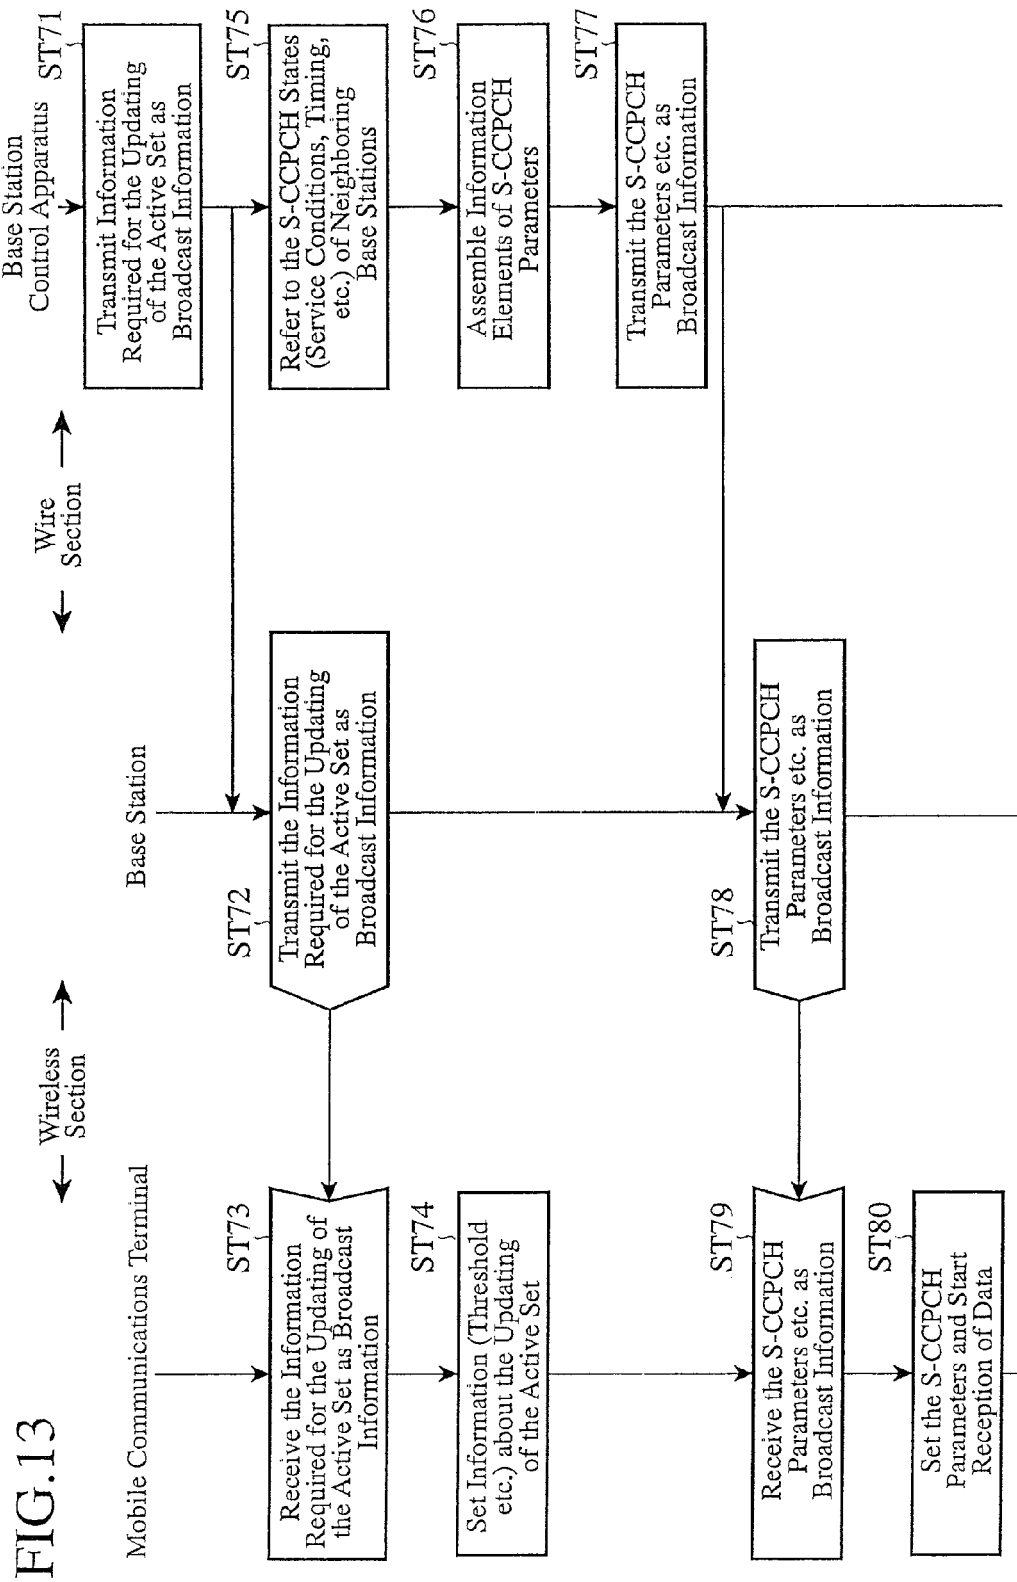 FIG.13
Mobile Communications Terminal
Wireless
Section
Base Station
Wire
Section
Base Station
Control Apparatus
ST71
Transmit Information
Required for the Updating
of the Active Set as
Broadcast Information
ST72
Transmit the Information
Required for the Updating
of the Active Set as
Broadcast Information
ST73
Receive the Information
Required for the Updating of
the Active Set as Broadcast
Information
ST74
Set Information (Threshold
etc.) about the Updating
of the Active Set
ST75
Refer to the S-CCPCH States
(Service Conditions, Timing,
etc.) of Neighboring
Base Stations
ST76
Assemble Information
Elements of S-CCPCH
Parameters
ST77
Transmit the S-CCPCH
Parameters etc. as
Broadcast Information
ST78
Transmit the S-CCPCH
Parameters etc. as
Broadcast Information
ST79
Receive the S-CCPCH
Parameters etc. as
Broadcast Information
ST80
Set the S-CCPCH
Parameters and Start
Reception of Data